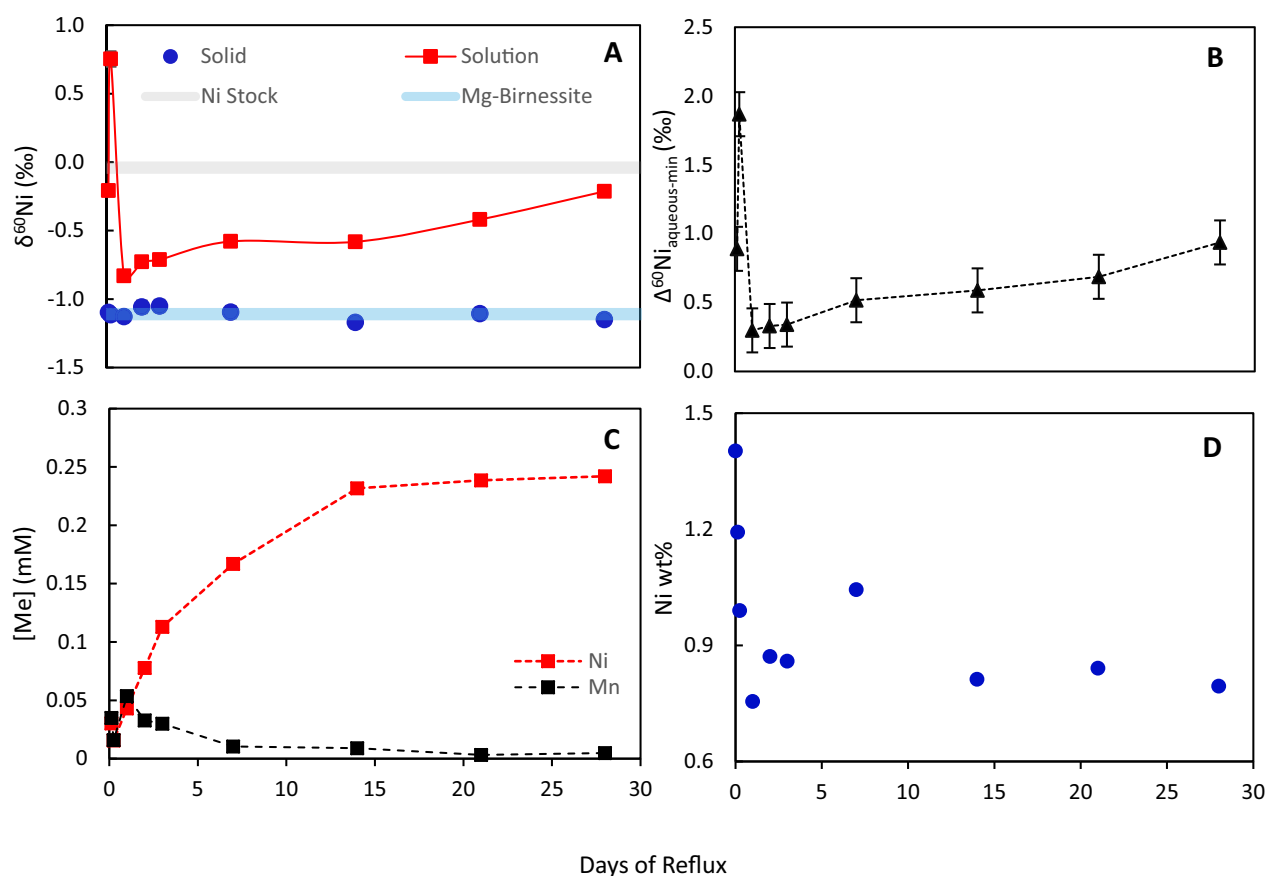 A
Solid
Solution
Ni Stock
Mg-Birnessite
δ⁶⁰Ni (‰)
1.0
0.5
0.0
-0.5
-1.0
-1.5
B
Δ⁶⁰Ni aqueous-min (‰)
2.5
2.0
1.5
1.0
0.5
0.0
C
[Me] (mM)
0.3
0.25
0.2
0.15
0.1
0.05
0
Ni
Mn
0 5 10 15 20 25 30
D
Ni wt%
1.5
1.2
0.9
0.6
0 5 10 15 20 25 30
Days of Reflux